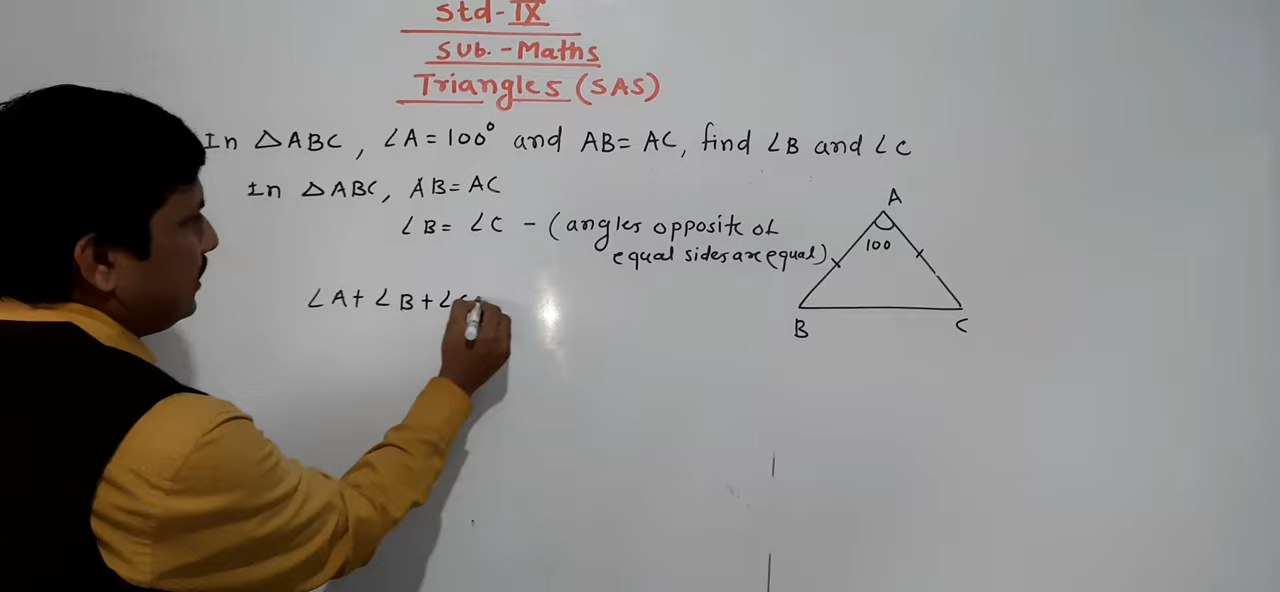 Std-IX
Sub.-Maths
Triangles (SAS)
In △ABC, ∠A = 100° and AB = AC, find ∠B and ∠C
In △ABC, AB = AC
∠B = ∠C - (angles opposite of
equal sides are equal)
∠A + ∠B + ∠C
A
100
B
C